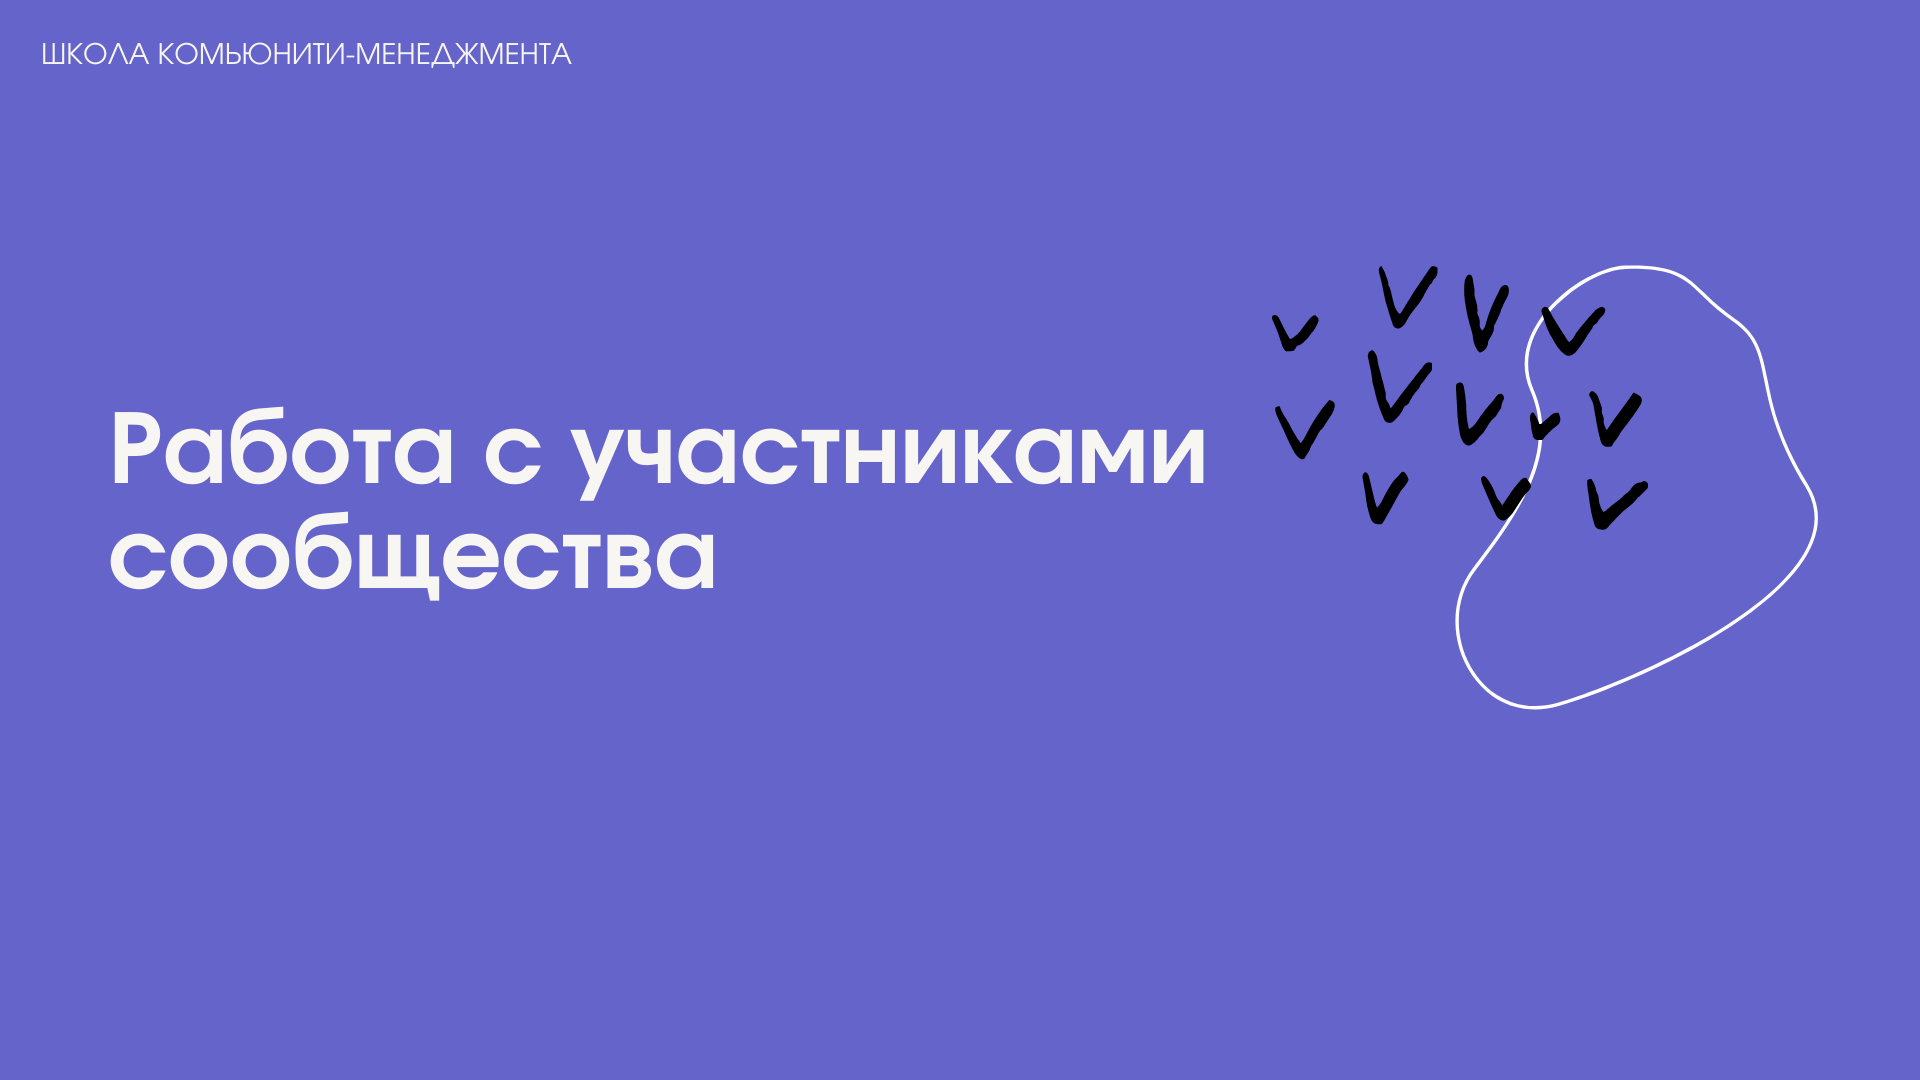 ШКОЛА КОМЬЮНИТИ-МЕНЕДЖМЕНТА
Работа с участниками
сообщества